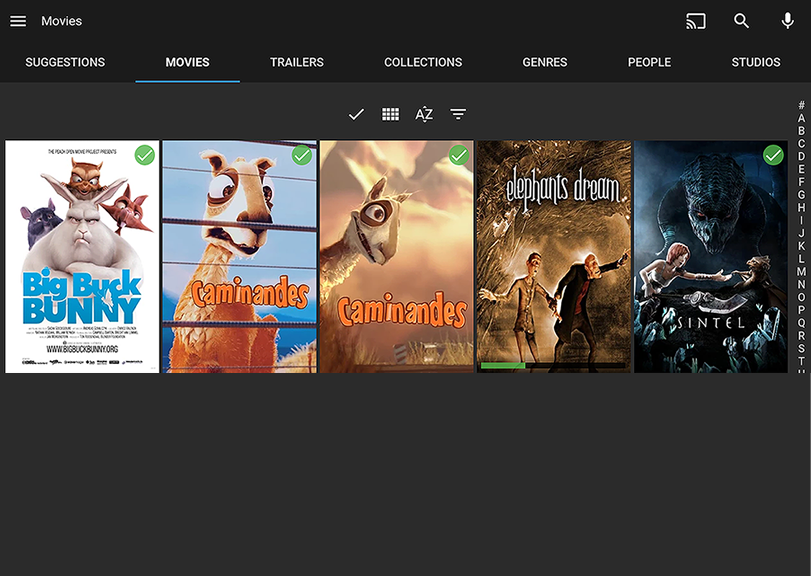 Movies
SUGGESTIONS
MOVIES
TRAILERS
COLLECTIONS
GENRES
PEOPLE
STUDIOS
AZ
THE PEACH OPEN MOVIE PROJECT PRESENTS
Big Buck
BUNNY
WWW.BIGBUCKBUNNY.ORG
Caminandes
Caminandes
elephants dream
SINTEL
#
A
B
C
D
E
F
G
H
I
J
K
L
M
N
O
P
Q
R
S
T